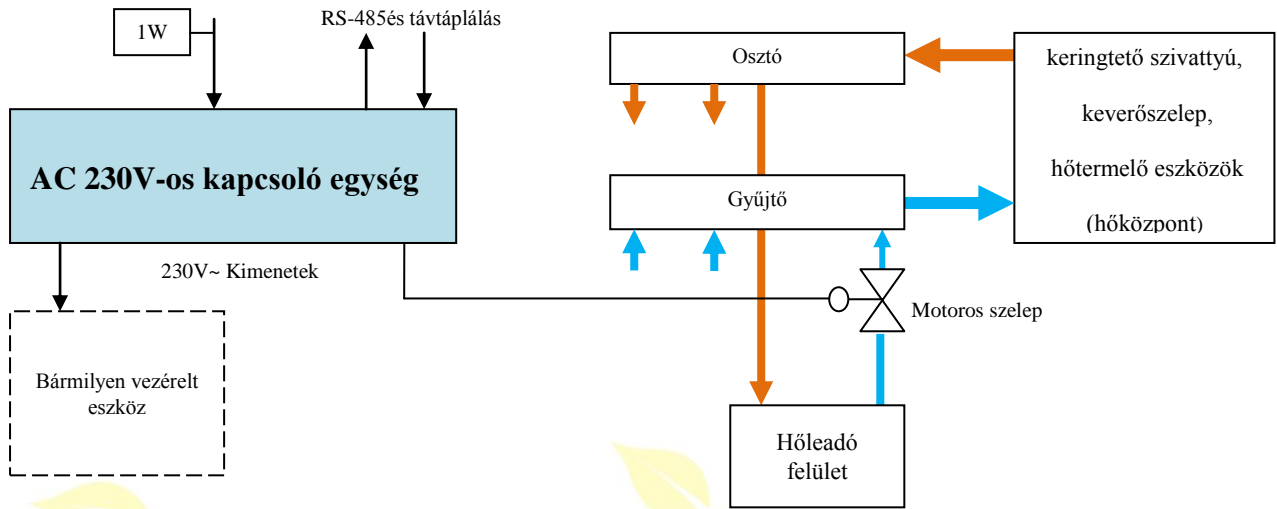 1W
RS-485és távtáplálás
AC 230V-os kapcsoló egység
230V~ Kimenetek
Bármilyen vezérelt
eszköz
Osztó
Gyűjtő
keringtető szivattyú,
keverőszelep,
hőtermelő eszközök
(hőközpont)
Motoros szelep
Hőleadó
felület